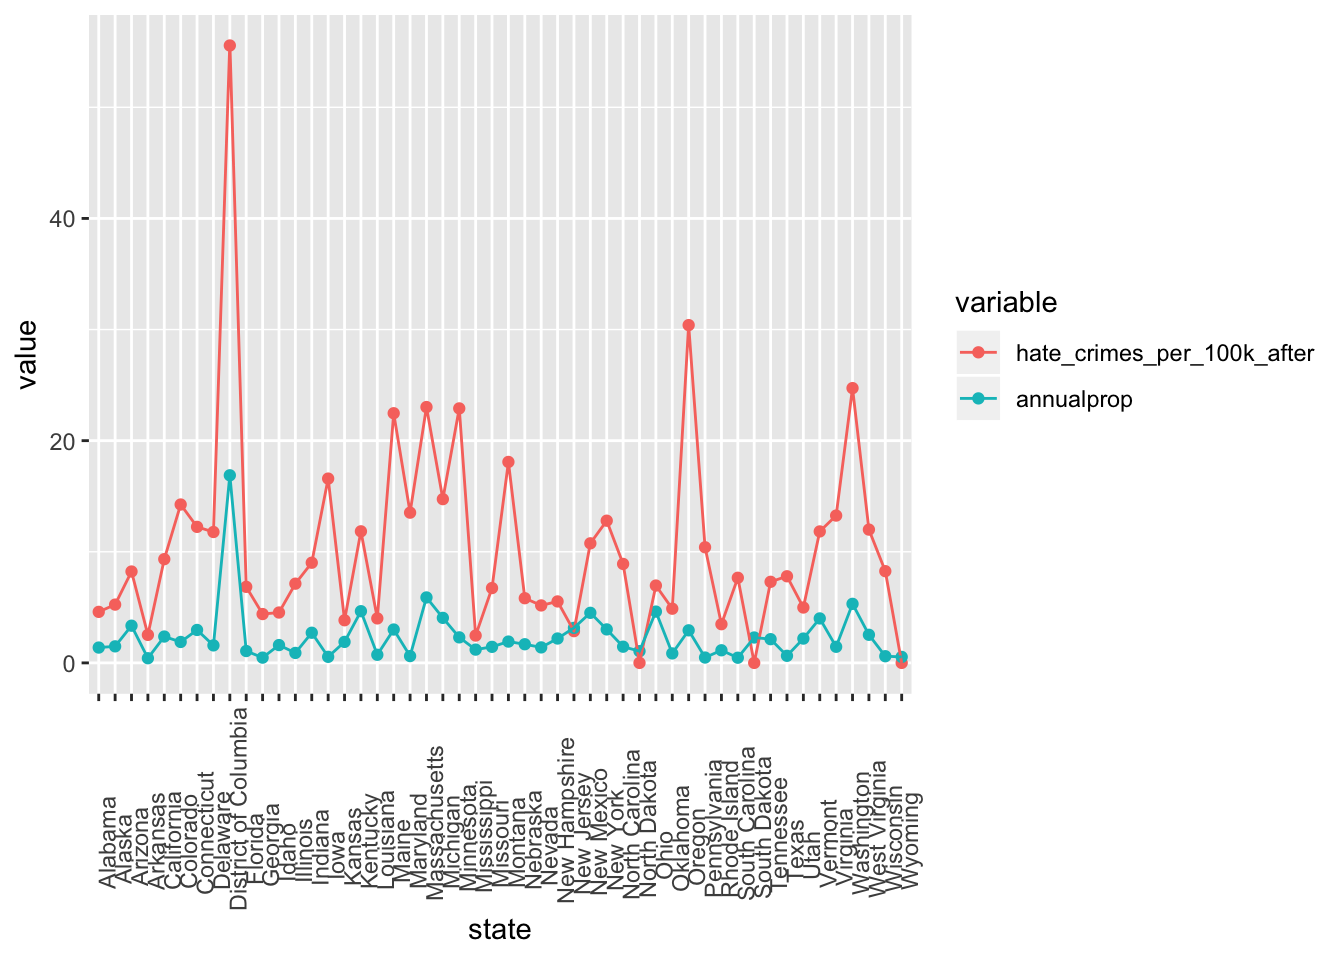 value
40
20
0
Alabama
Alaska
Arizona
Arkansas
California
Colorado
Connecticut
Delaware
District of Columbia
Florida
Georgia
Idaho
Illinois
Indiana
Iowa
Kansas
Kentucky
Louisiana
Maine
Maryland
Massachusetts
Michigan
Minnesota
Mississippi
Missouri
Montana
Nebraska
Nevada
New Hampshire
New Jersey
New Mexico
New York
North Carolina
North Dakota
Ohio
Oklahoma
Oregon
Pennsylvania
Rhode Island
South Carolina
South Dakota
Tennessee
Texas
Utah
Vermont
Virginia
Washington
West Virginia
Wisconsin
Wyoming
state
variable
hate_crimes_per_100k_after
annualprop